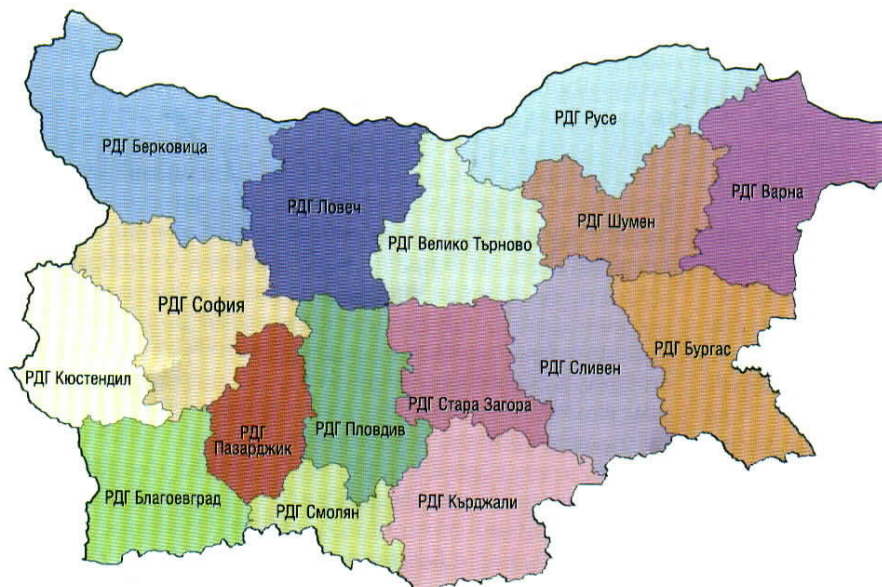 РДГ Русе
РДГ Берковица
РДГ Варна
РДГ Ловеч
РДГ Шумен
РДГ Велико Търново
РДГ София
РДГ Бургас
РДГ Сливен
РДГ Кюстендил
РДГ Стара Загора
РДГ
Пазарджик
РДГ Пловдив
РДГ Благоевград
РДГ Кърджали
РДГ Смолян